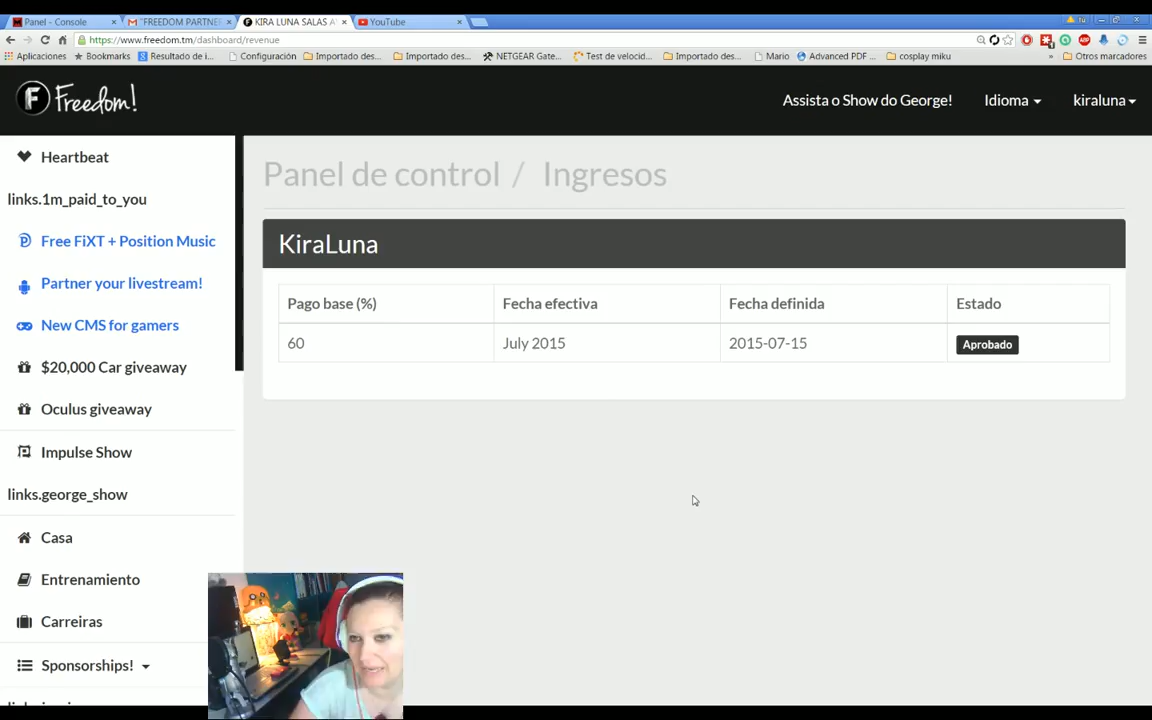 Panel - Console
"FREEDOM PARTNE
KIRA LUNA SALAS A
YouTube
https://www.freedom.tm/dashboard/revenue
Aplicaciones
Bookmarks
Resultado de i...
Configuración
Importado des...
Importado des...
NETGEAR Gate...
Test de velocid...
Importado des...
Mario
Advanced PDF ...
cosplay miku
»
Otros marcadores
Freedom!
Assista o Show do George!
Idioma
kiraluna
Heartbeat
links.1m_paid_to_you
Free FiXT + Position Music
Partner your livestream!
New CMS for gamers
$20,000 Car giveaway
Oculus giveaway
Impulse Show
links.george_show
Casa
Entrenamiento
Carreiras
Sponsorships!
Panel de control / Ingresos
KiraLuna
Pago base (%) Fecha efectiva Fecha definida Estado
60 July 2015 2015-07-15 Aprobado